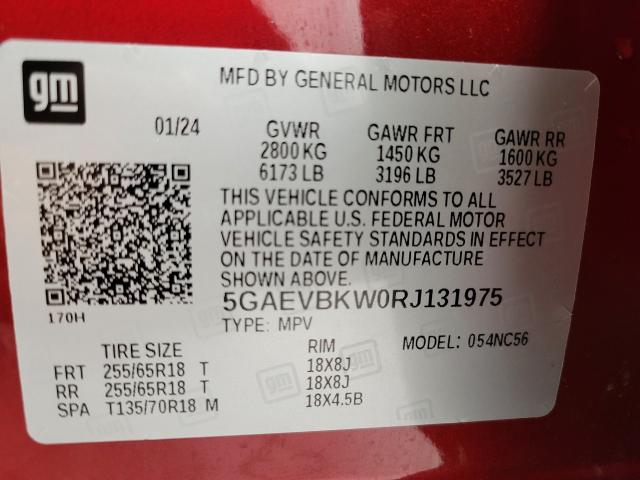 gm
MFD BY GENERAL MOTORS LLC
01/24 GVWR GAWR FRT GAWR RR
2800 KG 1450 KG 1600 KG
6173 LB 3196 LB 3527 LB
THIS VEHICLE CONFORMS TO ALL
APPLICABLE U.S. FEDERAL MOTOR
VEHICLE SAFETY STANDARDS IN EFFECT
ON THE DATE OF MANUFACTURE
SHOWN ABOVE.
170H
5GAEVBKW0RJ131975
TYPE: MPV MODEL: 054NC56
TIRE SIZE RIM
FRT 255/65R18 T 18X8J
RR 255/65R18 T 18X8J
SPA T135/70R18 M 18X4.5B